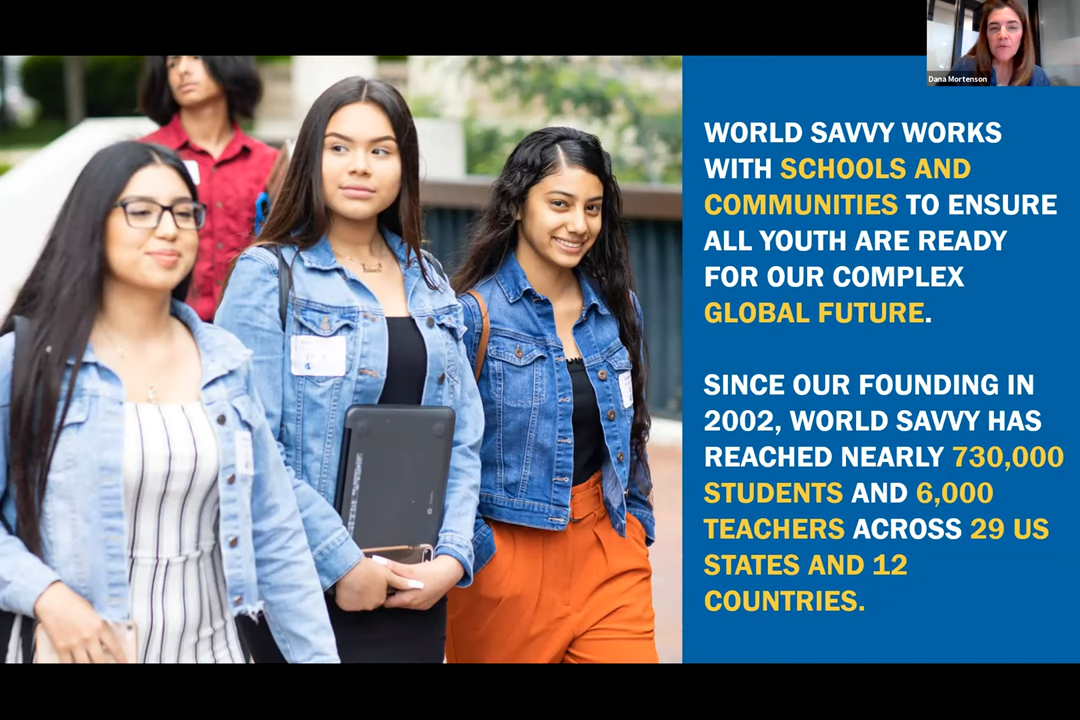 Dana Mortenson
WORLD SAVVY WORKS
WITH SCHOOLS AND
COMMUNITIES TO ENSURE
ALL YOUTH ARE READY
FOR OUR COMPLEX
GLOBAL FUTURE.
SINCE OUR FOUNDING IN
2002, WORLD SAVVY HAS
REACHED NEARLY 730,000
STUDENTS AND 6,000
TEACHERS ACROSS 29 US
STATES AND 12
COUNTRIES.